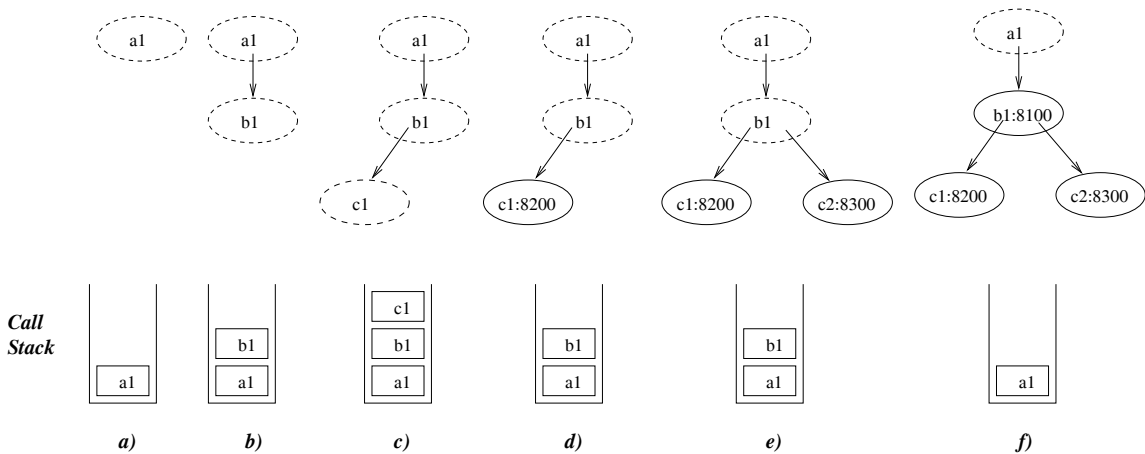 a1 a1 a1 a1 a1 a1
b1 b1 b1 b1 b1:8100
c1 c1:8200 c1:8200 c2:8300 c1:8200 c2:8300
Call
Stack
c1
b1 b1 b1 b1
a1 a1 a1 a1 a1 a1
a) b) c) d) e) f)